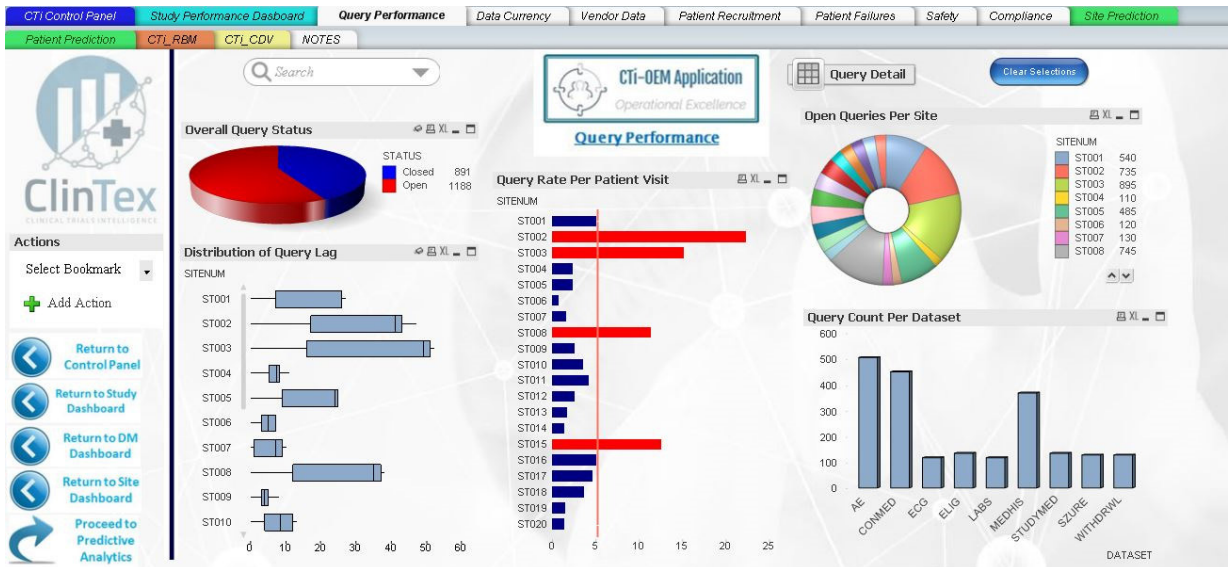 CTi Control Panel
Study Performance Dasboard
Query Performance
Data Currency
Vendor Data
Patient Recruitment
Patient Failures
Safety
Compliance
Site Prediction
Patient Prediction
CTi_RBM
CTi_CDV
NOTES
ClinTex
CLINICAL TRIALS INTELLIGENCE
Actions
Select Bookmark
Add Action
Return to
Control Panel
Return to Study
Dashboard
Return to DM
Dashboard
Return to Site
Dashboard
Proceed to
Predictive
Analytics
Search
CTi-OEM Application
Operational Excellence
Query Performance
Query Detail
Clear Selections
Overall Query Status
XL
STATUS
Closed 891
Open 1188
Distribution of Query Lag
XL
SITENUM
ST001
ST002
ST003
ST004
ST005
ST006
ST007
ST008
ST009
ST010
0 10 20 30 40 50 60
Query Rate Per Patient Visit
XL
SITENUM
ST001
ST002
ST003
ST004
ST005
ST006
ST007
ST008
ST009
ST010
ST011
ST012
ST013
ST014
ST015
ST016
ST017
ST018
ST019
ST020
0 5 10 15 20 25
Open Queries Per Site
XL
SITENUM
ST001 540
ST002 735
ST003 895
ST004 110
ST005 485
ST006 120
ST007 130
ST008 745
Query Count Per Dataset
XL
600
500
400
300
200
100
0
AE
CONMED
ECG
ELIG
LABS
MEDHIS
STUDYMED
SZURE
WITHDRWL
DATASET